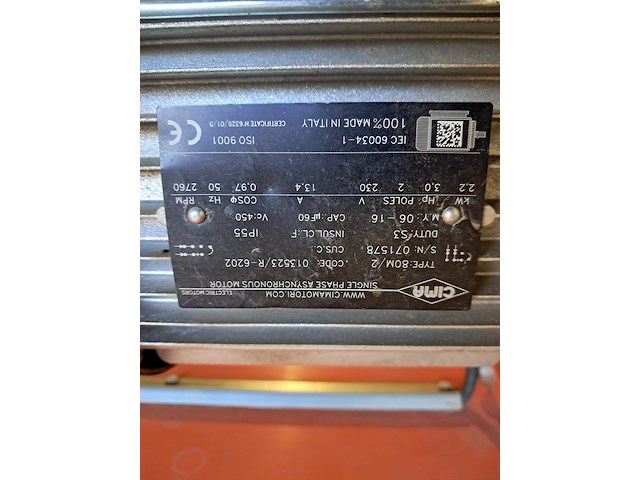 CIMA
WWW.CIMAMOTORI.COM
ELECTRIC MOTORS
SINGLE PHASE ASYNCHRONOUS MOTOR
TYPE: 80M/2 CODE: 013523/R-6202
S/N: 071578 CUS.C.:
DUTY: S3 INSUL.CL.: F IP55
M.Y.: 06-16 CAP.: µF60 Vc: 450
kW Hp POLES V A COSφ Hz RPM
2.2 3.0 2 230 13.4 0.97 50 2760
IEC 60034-1 ISO 9001
100% MADE IN ITALY CERTIFICATE N°6329/01/S
CE